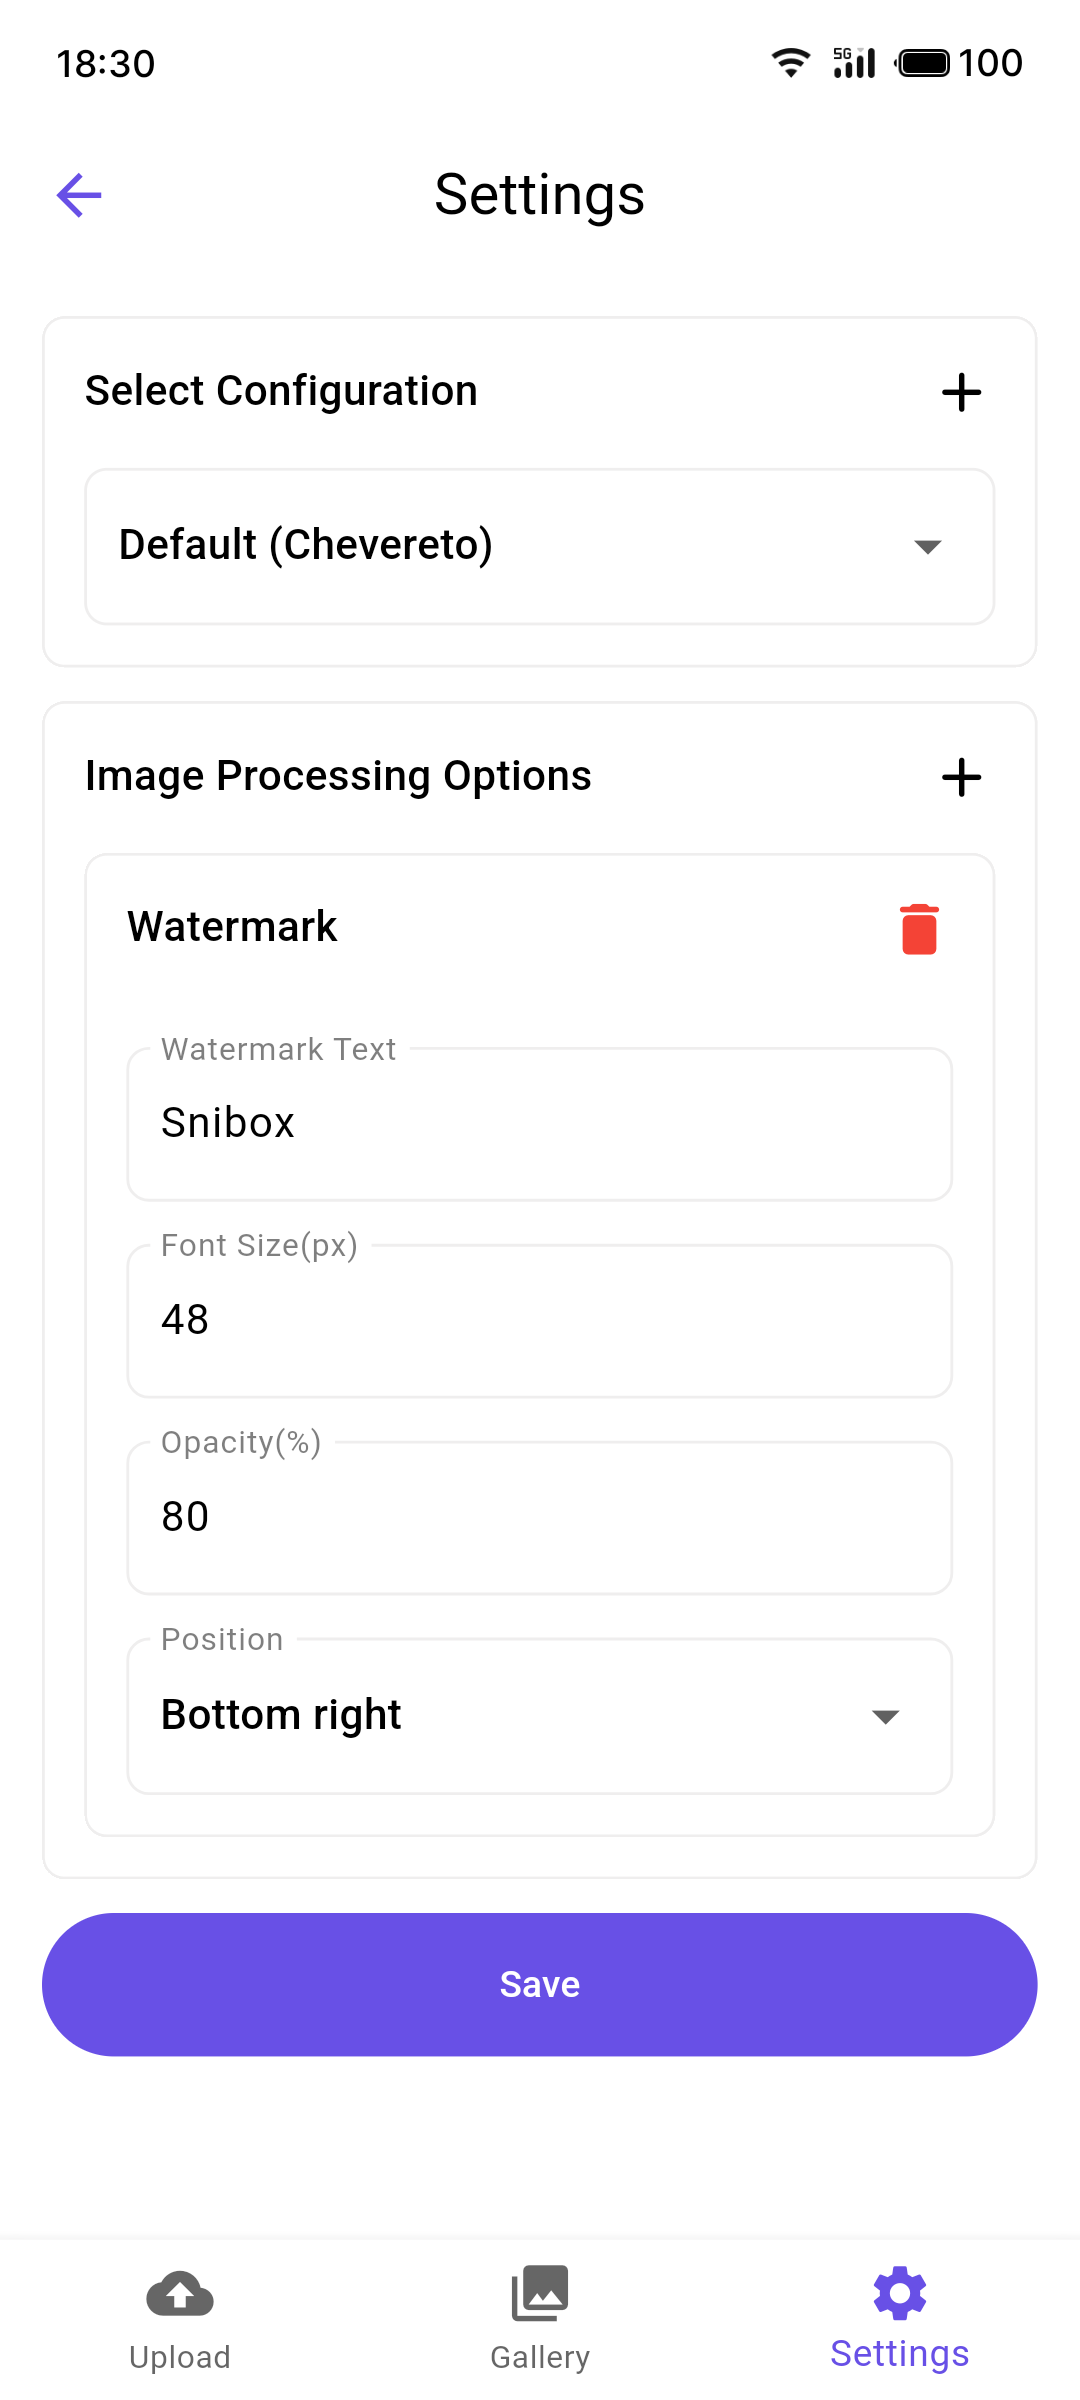 18:30
5G
100
Settings
Select Configuration
Default (Chevereto)
Image Processing Options
Watermark
Watermark Text
Snibox
Font Size(px)
48
Opacity(%)
80
Position
Bottom right
Save
Upload
Gallery
Settings